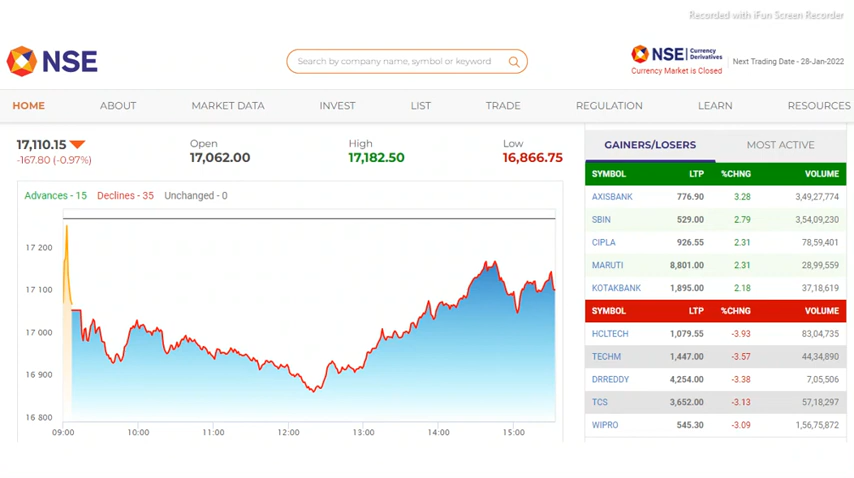 Recorded with iFun Screen Recorder
NSE
Search by company name, symbol or keyword
NSE Currency Derivatives
Next Trading Date - 28-Jan-2022
Currency Market is Closed
HOME ABOUT MARKET DATA INVEST LIST TRADE REGULATION LEARN RESOURCES
17,110.15
-167.80 (-0.97%)
Open
17,062.00
High
17,182.50
Low
16,866.75
Advances - 15 Declines - 35 Unchanged - 0
17 200
17 100
17 000
16 900
16 800
09:00 10:00 11:00 12:00 13:00 14:00 15:00
GAINERS/LOSERS MOST ACTIVE
SYMBOL LTP %CHNG VOLUME
AXISBANK 776.90 3.28 3,49,27,774
SBIN 529.00 2.79 3,54,09,230
CIPLA 926.55 2.31 78,59,401
MARUTI 8,801.00 2.31 28,99,559
KOTAKBANK 1,895.00 2.18 37,18,619
SYMBOL LTP %CHNG VOLUME
HCLTECH 1,079.55 -3.93 83,04,735
TECHM 1,447.00 -3.57 44,34,890
DRREDDY 4,254.00 -3.38 7,05,506
TCS 3,652.00 -3.13 57,18,297
WIPRO 545.30 -3.09 1,56,75,872